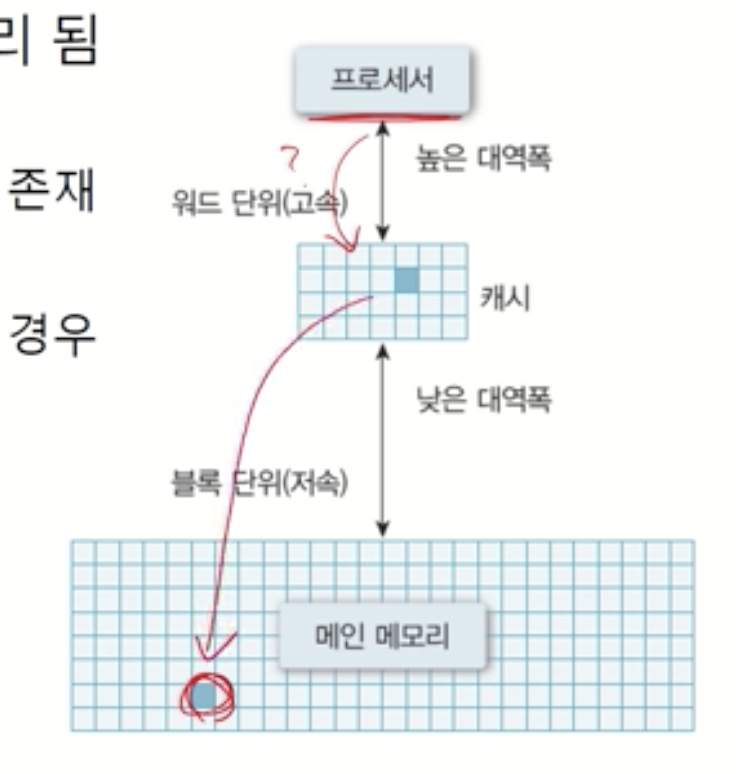 리 됨
프로세서
?
높은 대역폭
존재
워드 단위(고속)
캐시
경우
낮은 대역폭
블록 단위(저속)
메인 메모리